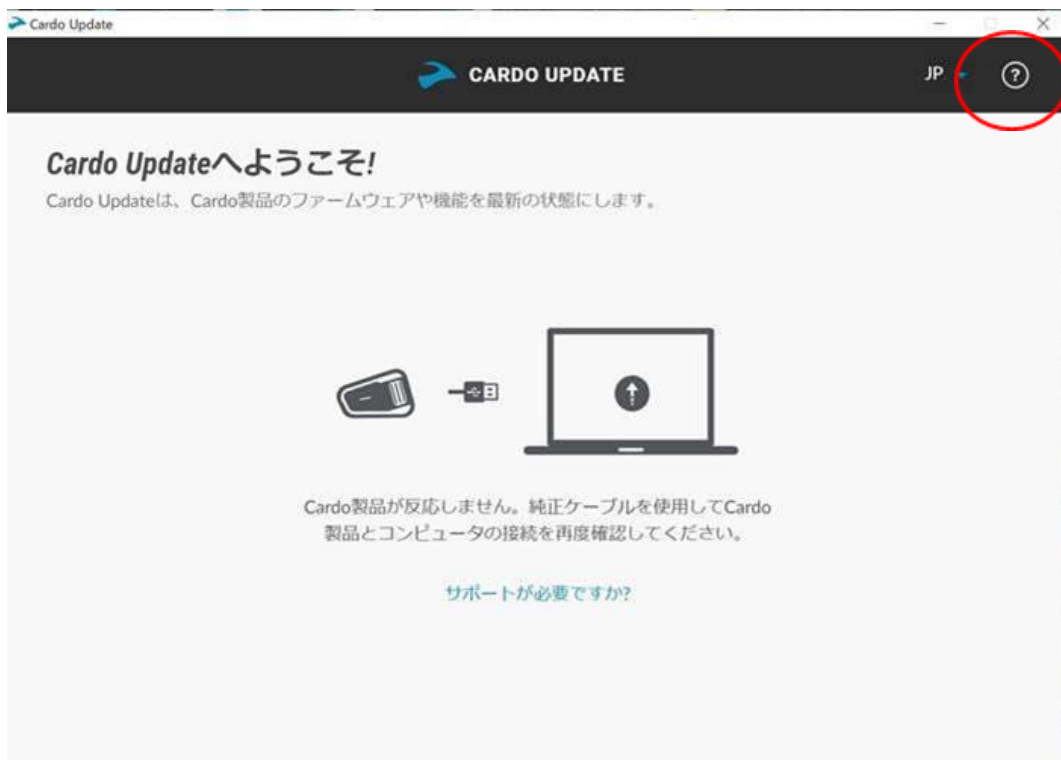 Cardo Update
CARDO UPDATE
JP
?
Cardo Updateへようこそ!
Cardo Updateは、Cardo製品のファームウェアや機能を最新の状態にします。
Cardo製品が反応しません。純正ケーブルを使用してCardo
製品とコンピュータの接続を再度確認してください。
サポートが必要ですか?